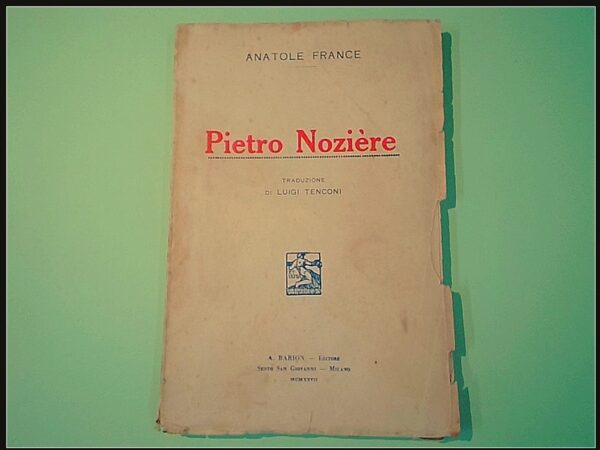 ANATOLE FRANCE
Pietro Nozière
TRADUZIONE
DI LUIGI TENCONI
A. BARION — EDITORE
SESTO SAN GIOVANNI — MILANO
MCMXXVII